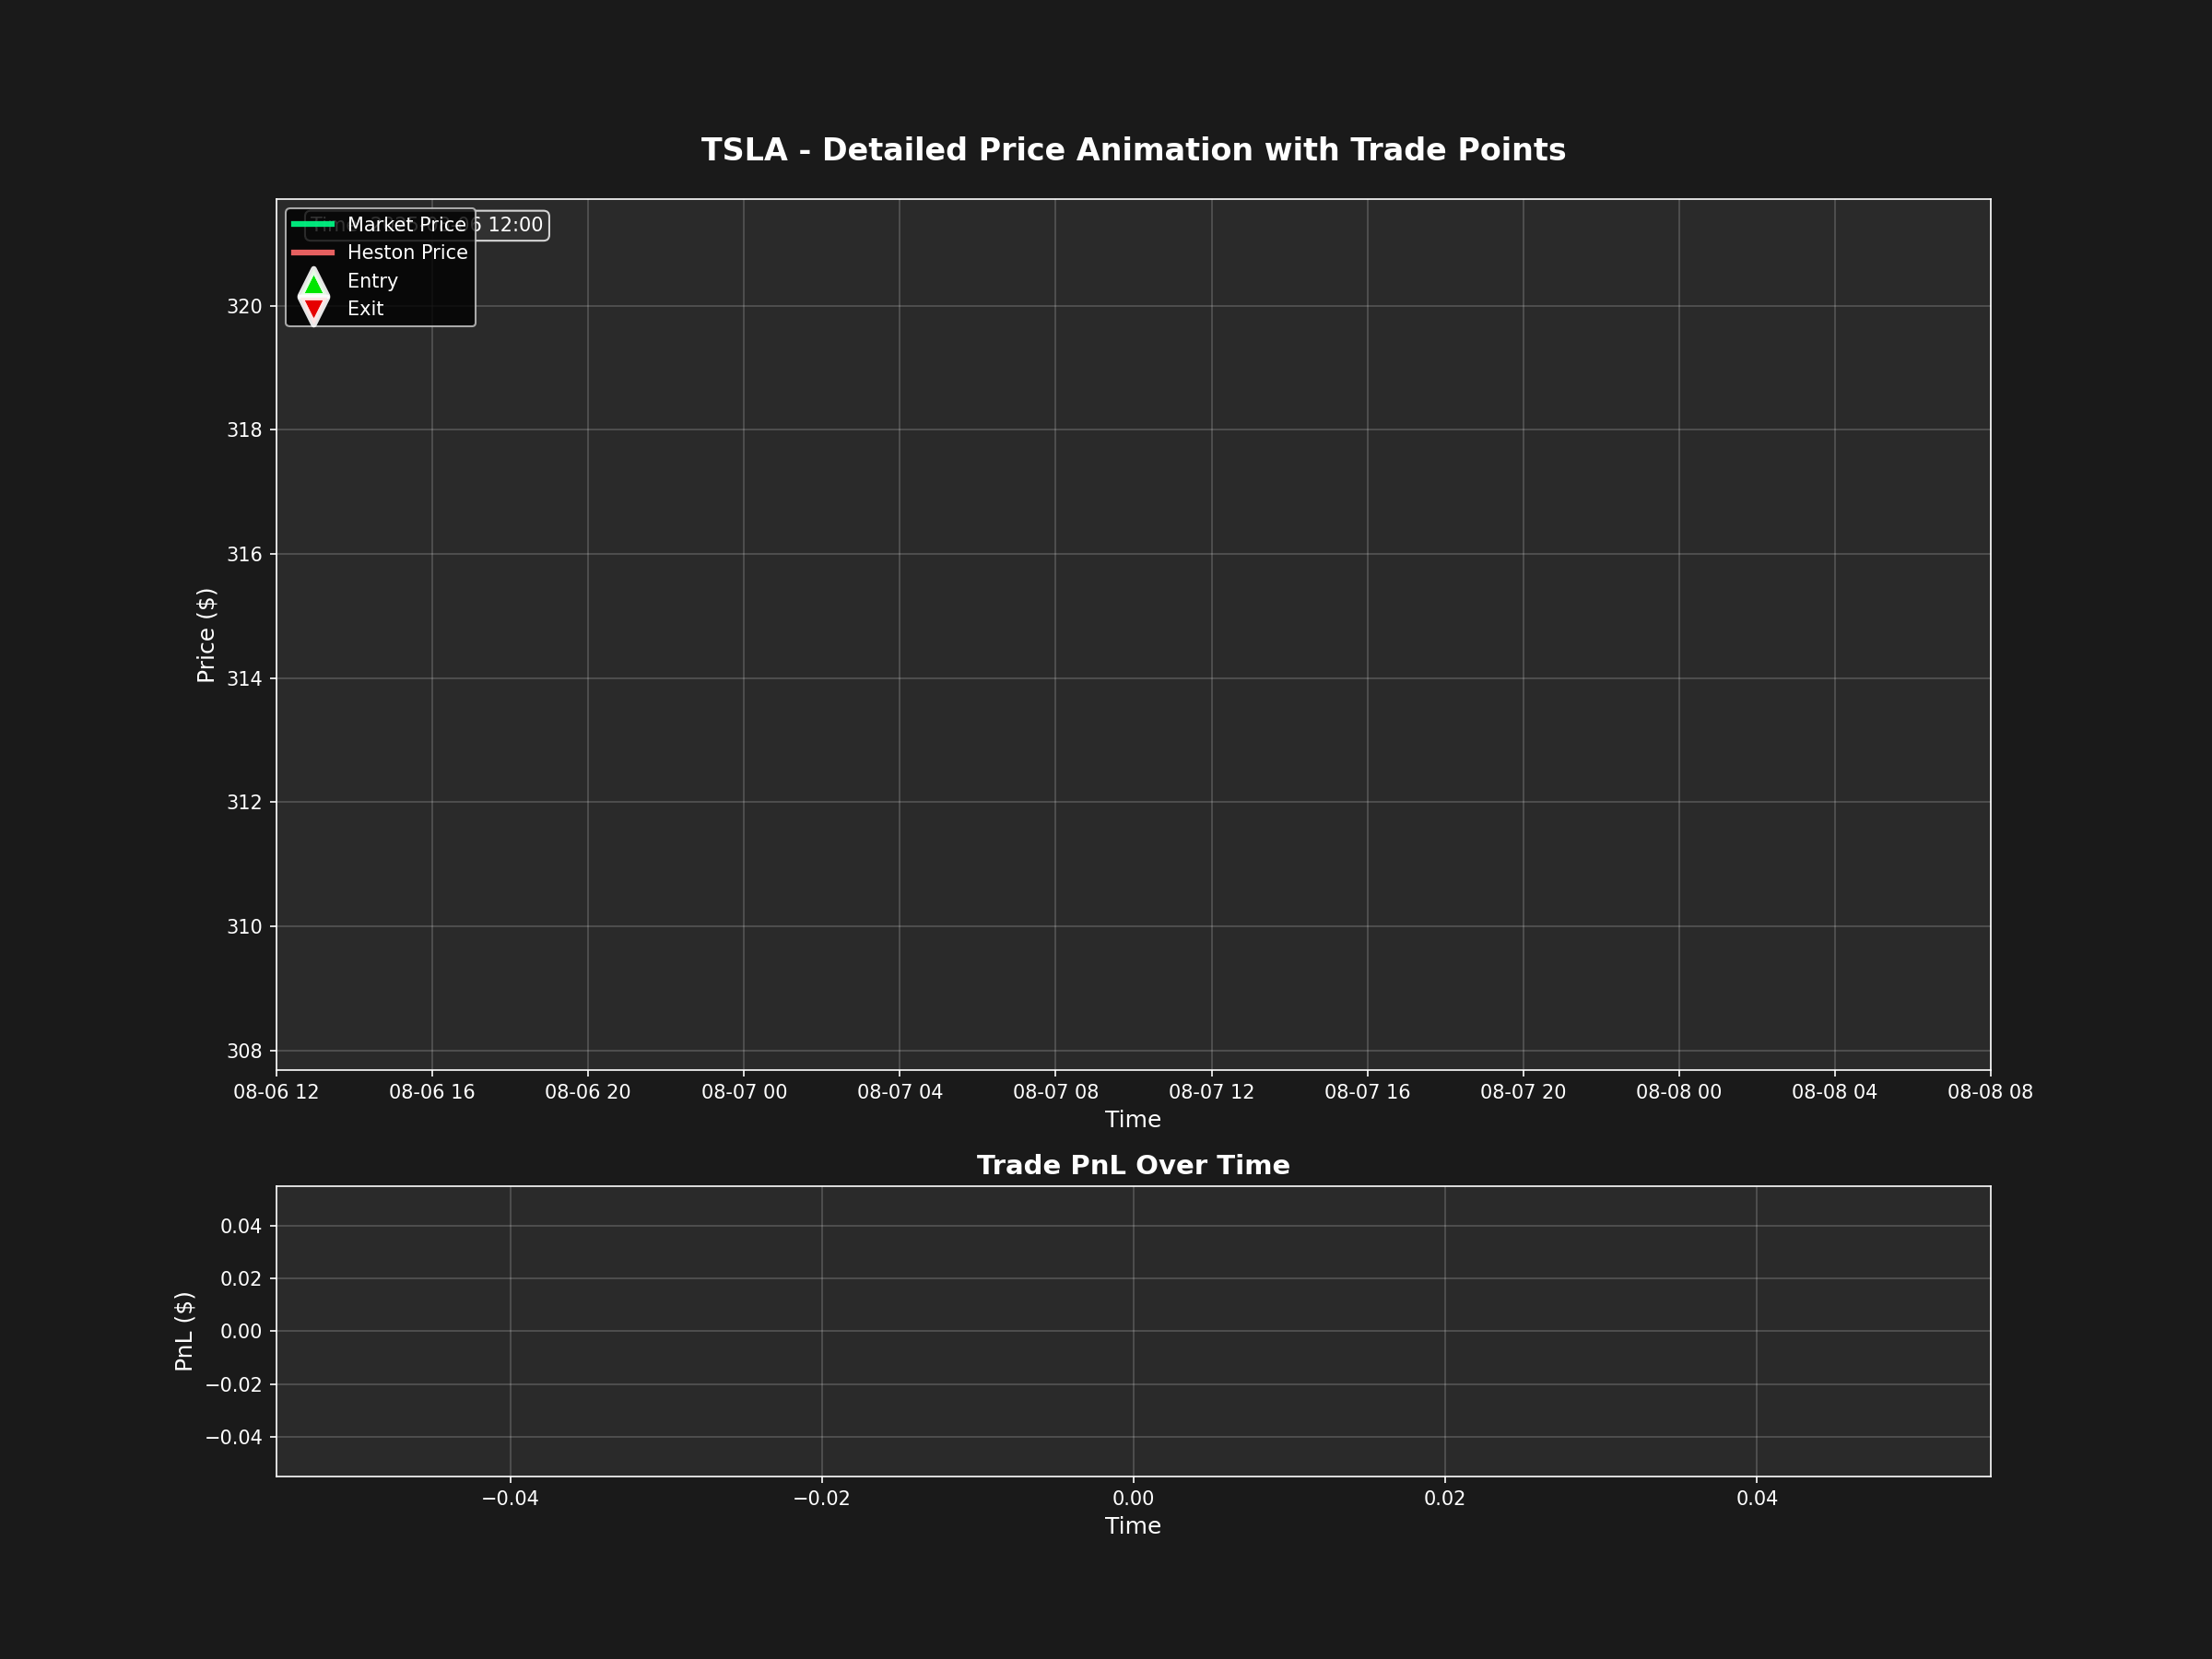 TSLA - Detailed Price Animation with Trade Points
12:00
Market Price
Heston Price
Entry
Exit
320
318
316
314
312
310
308
Price ($)
08-06 12 08-06 16 08-06 20 08-07 00 08-07 04 08-07 08 08-07 12 08-07 16 08-07 20 08-08 00 08-08 04 08-08 08
Time
Trade PnL Over Time
0.04
0.02
0.00
−0.02
−0.04
PnL ($)
−0.04 −0.02 0.00 0.02 0.04
Time